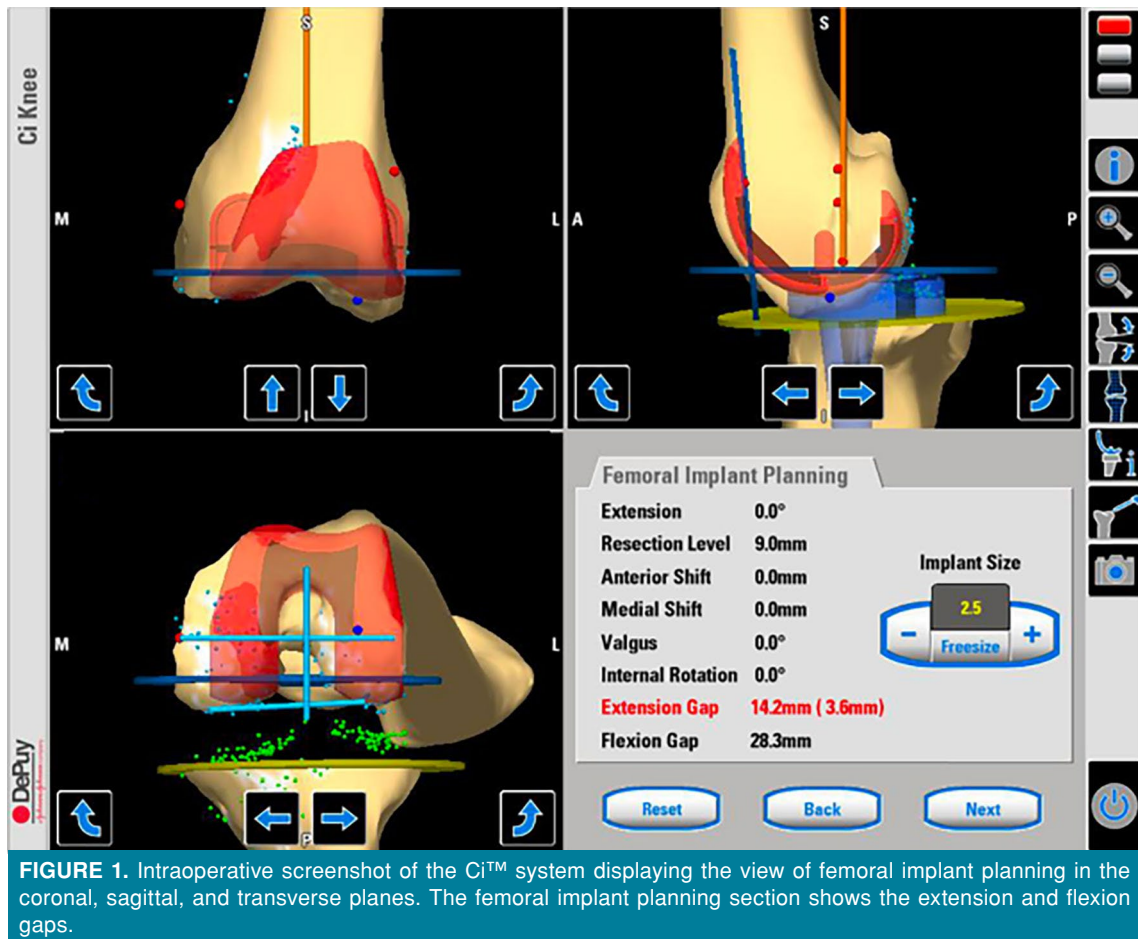 Ci Knee
S
M
L
S
A
P
I
I
M
L
P
Femoral Implant Planning
Extension 0.0°
Resection Level 9.0mm
Anterior Shift 0.0mm
Medial Shift 0.0mm
Valgus 0.0°
Internal Rotation 0.0°
Extension Gap 14.2mm ( 3.6mm)
Flexion Gap 28.3mm
Implant Size
2.5
- Freesize +
Reset Back Next
DePuy
FIGURE 1. Intraoperative screenshot of the Ci™ system displaying the view of femoral implant planning in the
coronal, sagittal, and transverse planes. The femoral implant planning section shows the extension and flexion
gaps.